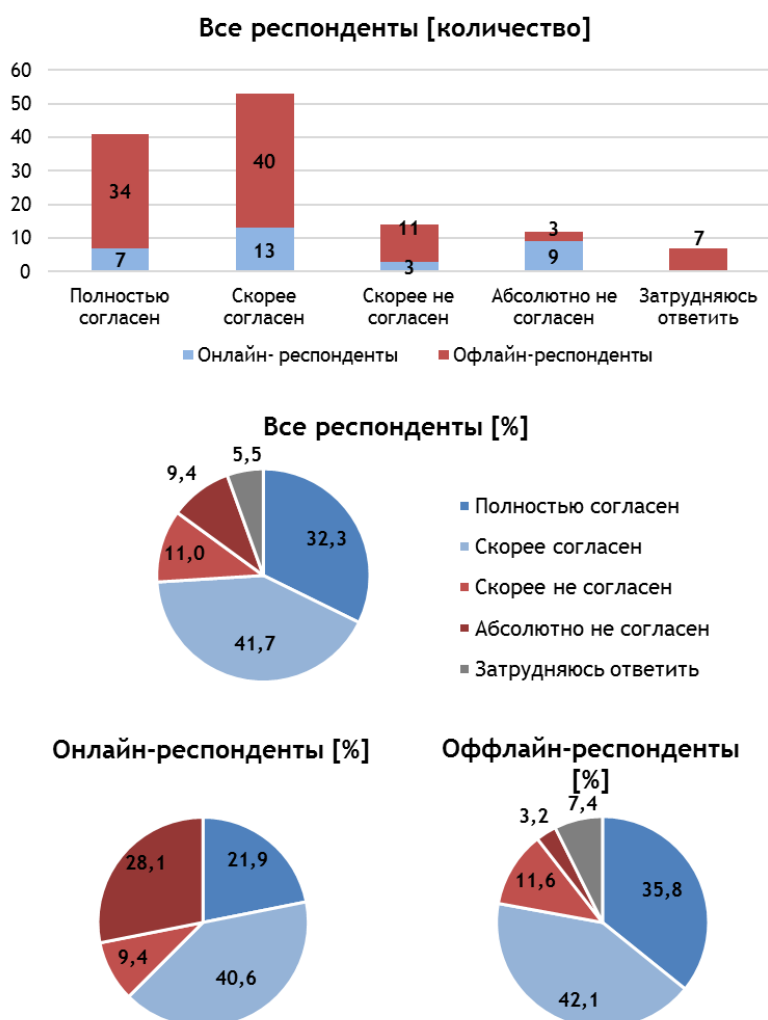 Все респонденты [количество]
60
50
40
30
20
10
0
34
40
11
3
7
7
13
3
9
Полностью согласен
Скорее согласен
Скорее не согласен
Абсолютно не согласен
Затрудняюсь ответить
Онлайн- респонденты
Офлайн-респонденты
Все респонденты [%]
5,5
9,4
32,3
11,0
41,7
Полностью согласен
Скорее согласен
Скорее не согласен
Абсолютно не согласен
Затрудняюсь ответить
Онлайн-респонденты [%]
28,1
21,9
9,4
40,6
Оффлайн-респонденты
[%]
7,4
3,2
11,6
35,8
42,1